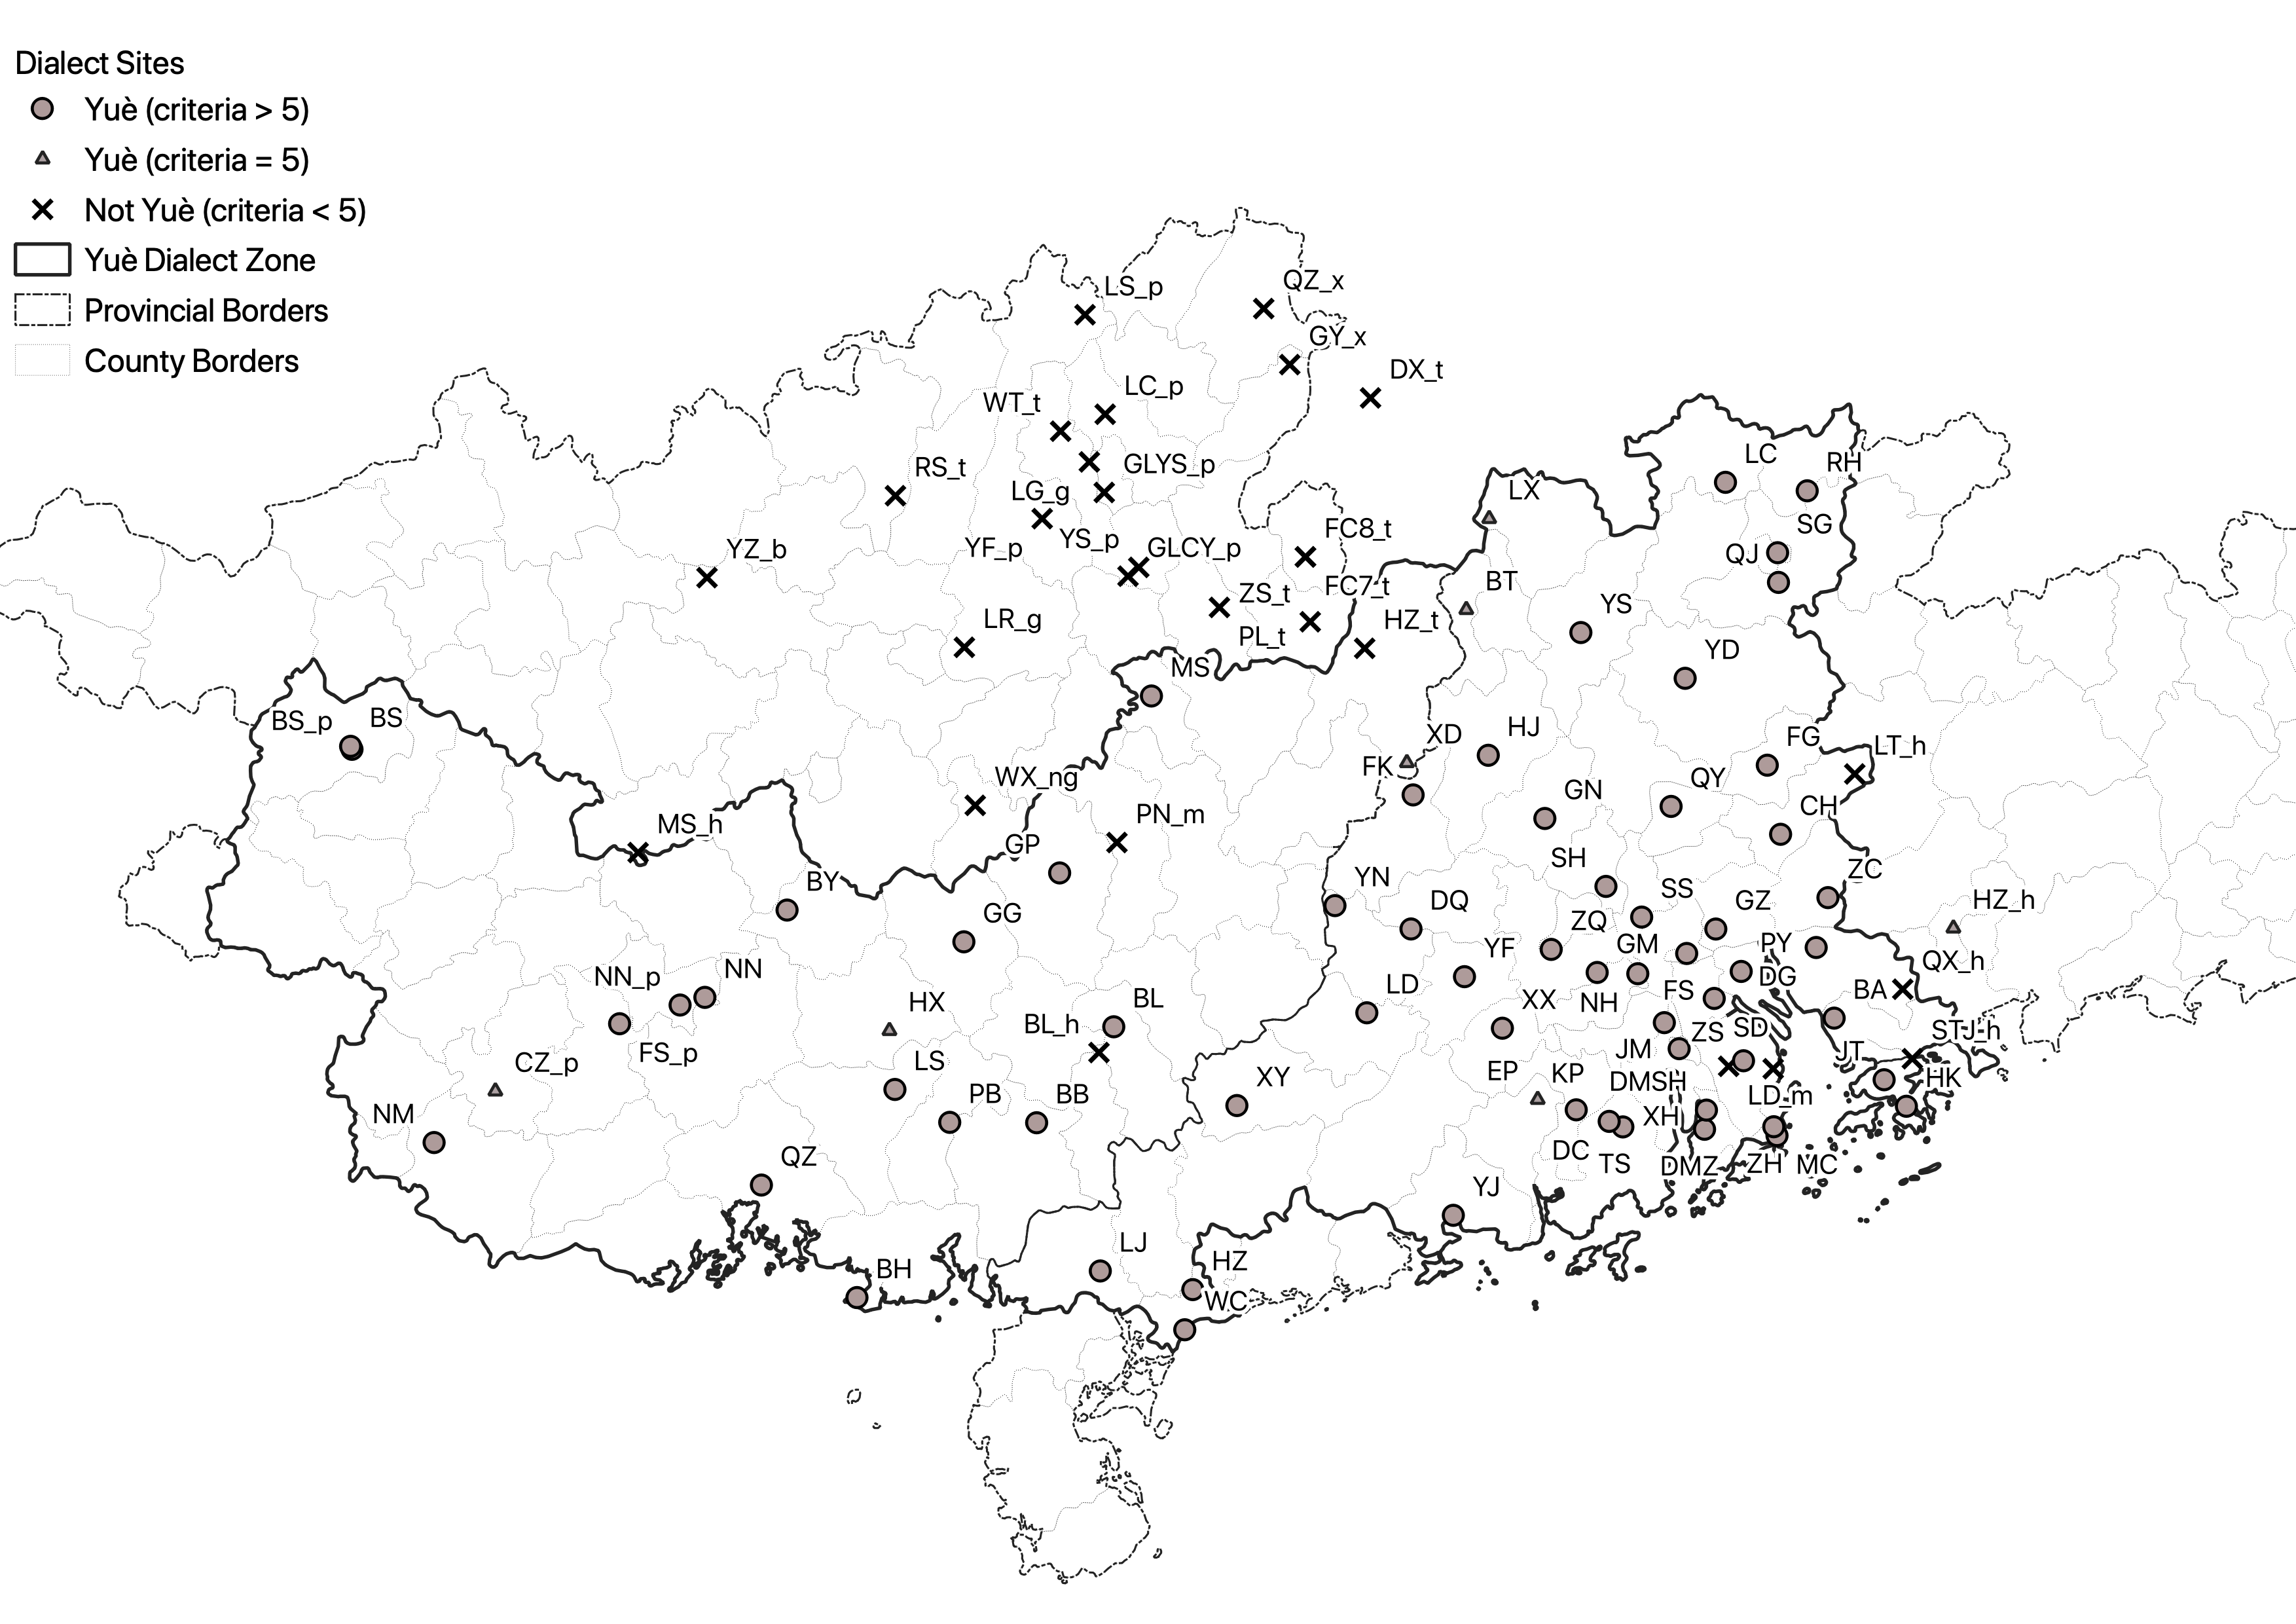 Dialect Sites
Yuè (criteria > 5)
Yuè (criteria = 5)
Not Yuè (criteria < 5)
Yuè Dialect Zone
Provincial Borders
County Borders
LS_p
QZ_x
GY_x
DX_t
WT_t
LC_p
RS_t
GLYS_p
LG_g
YF_p
YS_p
GLCY_p
YZ_b
FC8_t
FC7_t
ZS_t
PL_t
HZ_t
LR_g
LX
LC
RH
SG
QJ
BT
YS
YD
MS
BS_p
BS
XD
HJ
FK
FG
LT_h
WX_ng
GN
QY
CH
MS_h
PN_m
GP
SH
BY
YN
ZC
SS
GZ
HZ_h
DQ
GG
ZQ
GM
PY
YF
QX_h
NN_p
NN
DG
LD
FS
BA
HX
BL
XX
NH
BL_h
ZS
SD
STJ_h
FS_p
JM
JT
CZ_p
LS
EP
KP
DMSH
HK
XY
PB
BB
LD_m
NM
XH
DC
TS
DMZ
ZH
MC
QZ
YJ
LJ
HZ
BH
WC